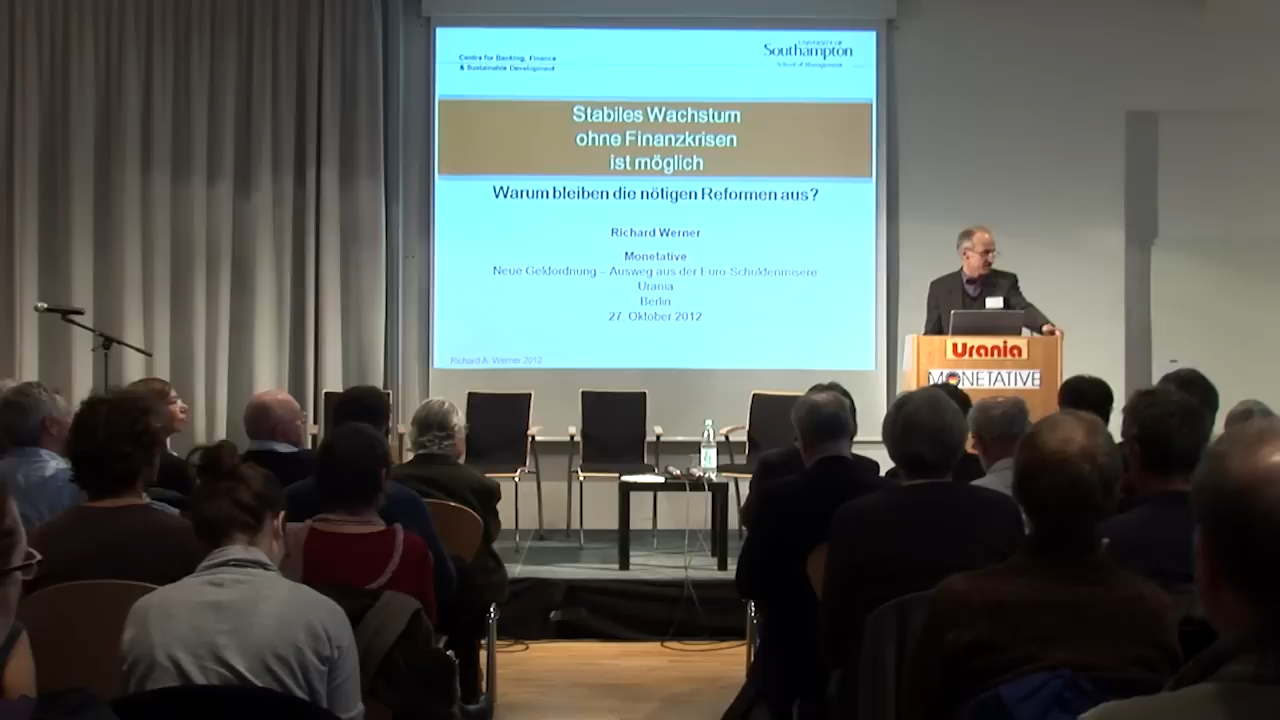 Centre for Banking, Finance
& Sustainable Development
UNIVERSITY OF
Southampton
School of Management
Stabiles Wachstum
ohne Finanzkrisen
ist möglich
Warum bleiben die nötigen Reformen aus?
Richard Werner
Monetative
Neue Geldordnung – Ausweg aus der Euro-Schuldenmisere
Urania
Berlin
27. Oktober 2012
Richard A. Werner 2012
Urania
MONETATIVE